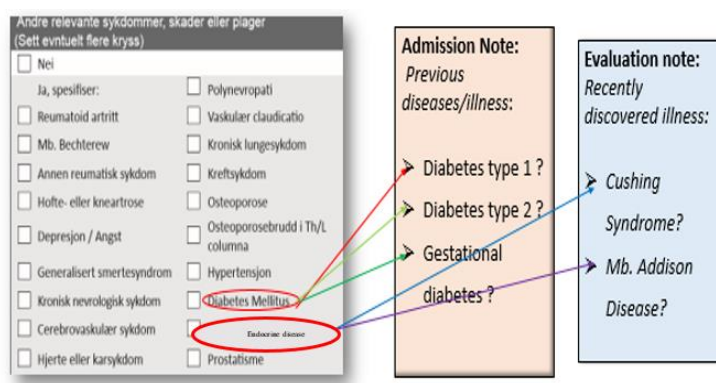 Andre relevante sykdommer, skader eller plager
(Sett evntuelt flere kryss)
Nei
Ja, spesifiser:
Reumatoid artritt
Mb. Bechterew
Annen reumatisk sykdom
Hofte- eller kneartrose
Depresjon / Angst
Generalisert smertesyndrom
Kronisk nevrologisk sykdom
Cerebrovaskulær sykdom
Hjerte eller karsykdom
Polynevropati
Vaskulær claudicatio
Kronisk lungesykdom
Kreftsykdom
Osteoporose
Osteoporosebrudd i Th/L
columna
Hypertensjon
Diabetes Mellitus
Endocrine disease
Prostatisme
Admission Note:
Previous
diseases/illness:
Diabetes type 1 ?
Diabetes type 2 ?
Gestational
diabetes ?
Evaluation note:
Recently
discovered illness:
Cushing
Syndrome?
Mb. Addison
Disease?